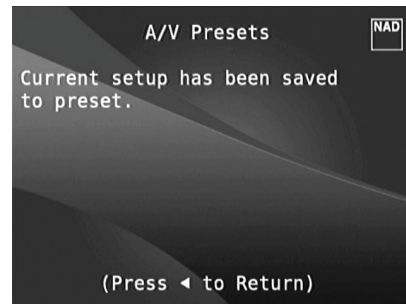 A/V Presets
NAD
Current setup has been saved
to preset.
(Press ◄ to Return)